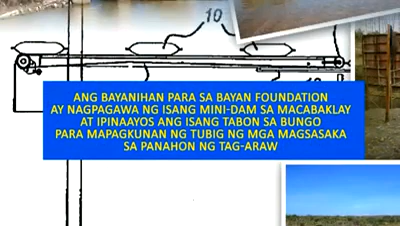 10
ANG BAYANIHAN PARA SA BAYAN FOUNDATION
AY NAGPAGAWA NG ISANG MINI-DAM SA MACABAKLAY
AT IPINAAYOS ANG ISANG TABON SA BUNGO
PARA MAPAGKUNAN NG TUBIG NG MGA MAGSASAKA
SA PANAHON NG TAG-ARAW